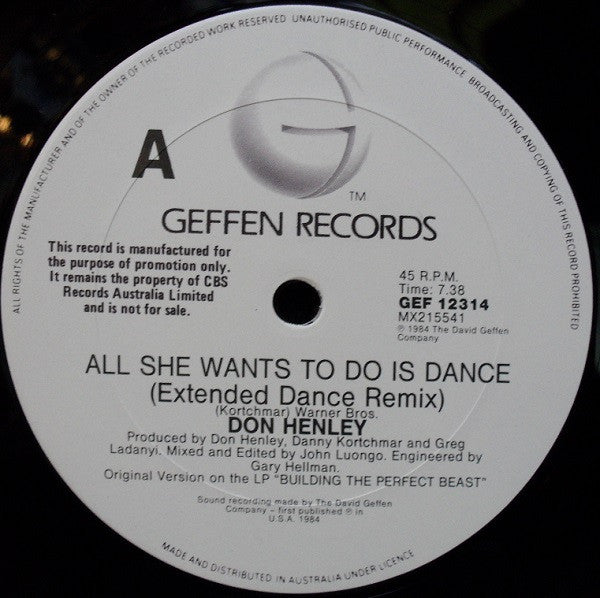 ALL RIGHTS OF THE MANUFACTURER AND OF THE OWNER OF THE RECORDED WORK RESERVED UNAUTHORISED PUBLIC PERFORMANCE BROADCASTING AND COPYING OF THIS RECORD PROHIBITED
A
G
TM
GEFFEN RECORDS
This record is manufactured for
the purpose of promotion only.
It remains the property of CBS
Records Australia Limited
and is not for sale.
45 R.P.M.
Time: 7.38
GEF 12314
MX215541
℗ 1984 The David Geffen
Company
ALL SHE WANTS TO DO IS DANCE
(Extended Dance Remix)
(Kortchmar) Warner Bros.
DON HENLEY
Produced by Don Henley, Danny Kortchmar and Greg
Ladanyi. Mixed and Edited by John Luongo. Engineered by
Gary Hellman.
Original Version on the LP "BUILDING THE PERFECT BEAST"
Sound recording made by The David Geffen
Company – first published ℗ in
U.S.A. 1984
MADE AND DISTRIBUTED IN AUSTRALIA UNDER LICENCE